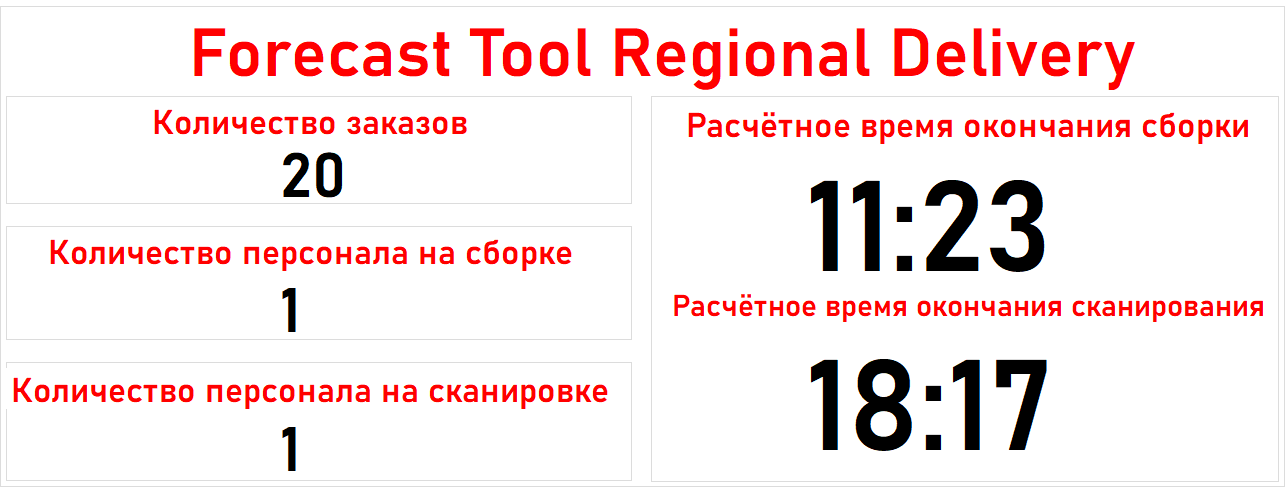 Forecast Tool Regional Delivery
Количество заказов
20
Количество персонала на сборке
1
Количество персонала на сканировке
1
Расчётное время окончания сборки
11:23
Расчётное время окончания сканирования
18:17